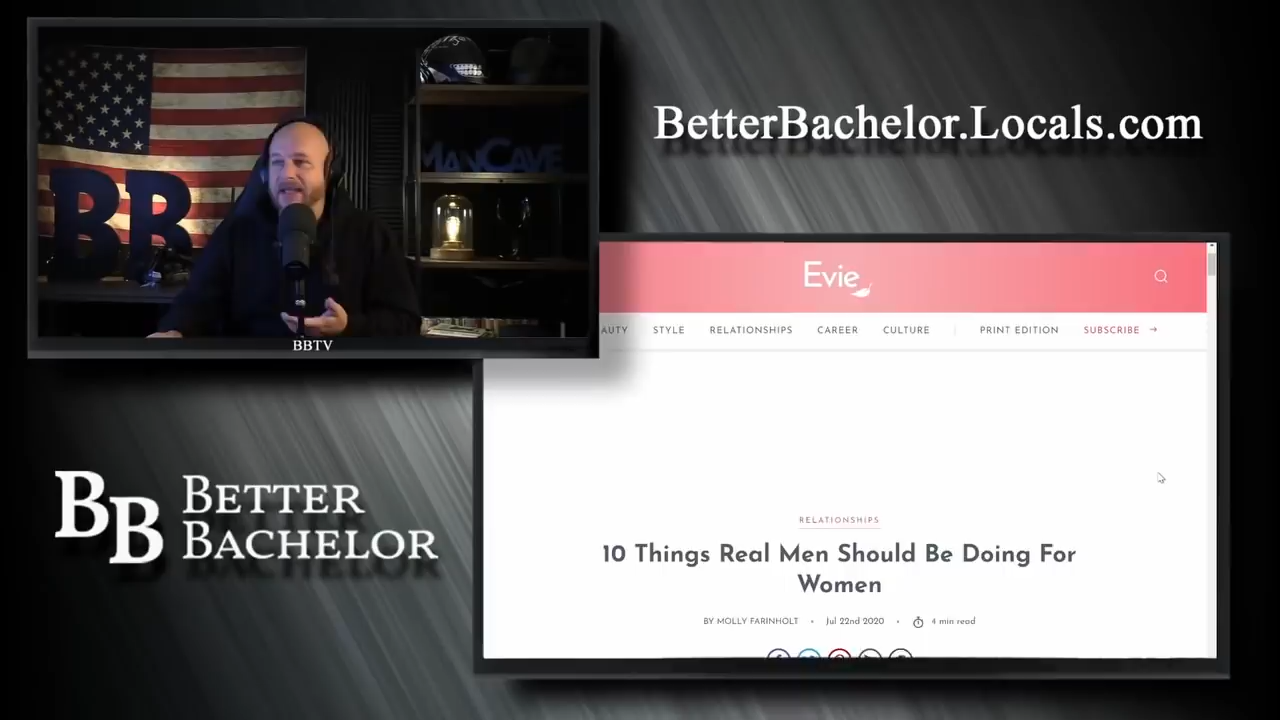 BetterBachelor.Locals.com
BB
MANCAVE
BBTV
Evie
AUTY STYLE RELATIONSHIPS CAREER CULTURE PRINT EDITION SUBSCRIBE →
RELATIONSHIPS
10 Things Real Men Should Be Doing For
Women
BY MOLLY FARINHOLT • Jul 22nd 2020 • 4 min read
BB
BETTER
BACHELOR